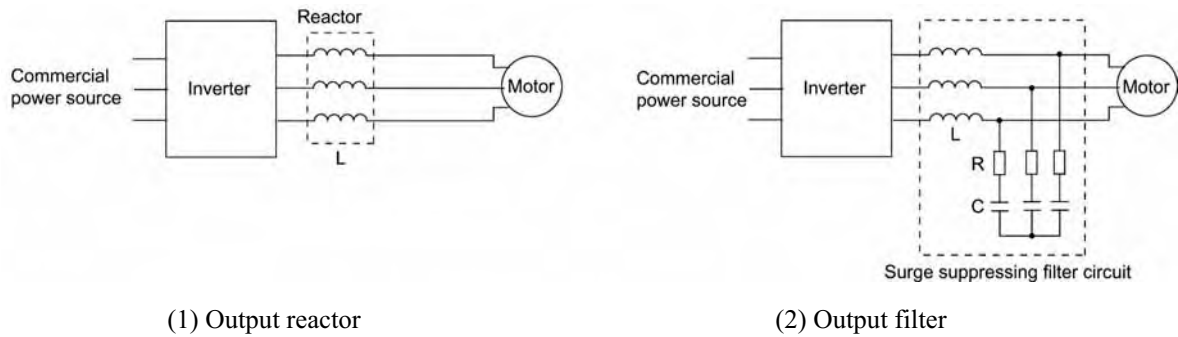 Reactor
Commercial
power source
Inverter
Motor
L
(1) Output reactor
Commercial
power source
Inverter
Motor
L
R
C
Surge suppressing filter circuit
(2) Output filter